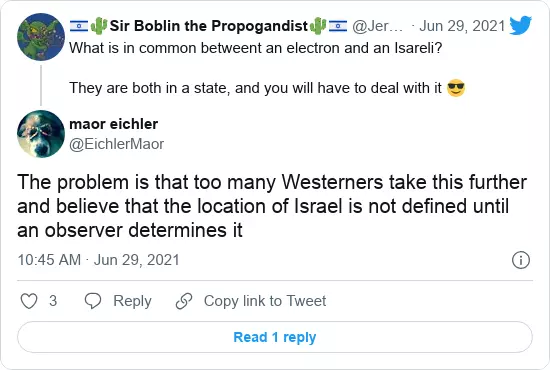 🇮🇱🌵Sir Boblin the Propogandist🌵🇮🇱 @Jer… · Jun 29, 2021
What is in common betweent an electron and an Isareli?
They are both in a state, and you will have to deal with it 😎
maor eichler
@EichlerMaor
The problem is that too many Westerners take this further
and believe that the location of Israel is not defined until
an observer determines it
10:45 AM · Jun 29, 2021
3 Reply Copy link to Tweet
Read 1 reply